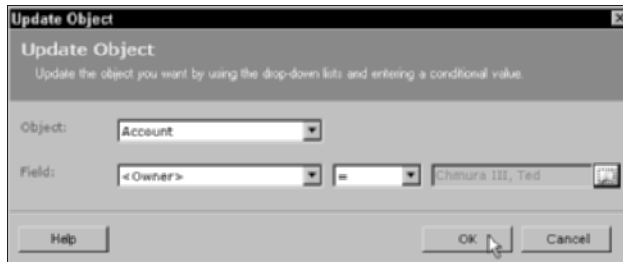 Update Object
Update Object
Update the object you want by using the drop-down lists and entering a conditional value.
Object: Account
Field: <Owner> = Chmura III, Ted
Help OK Cancel